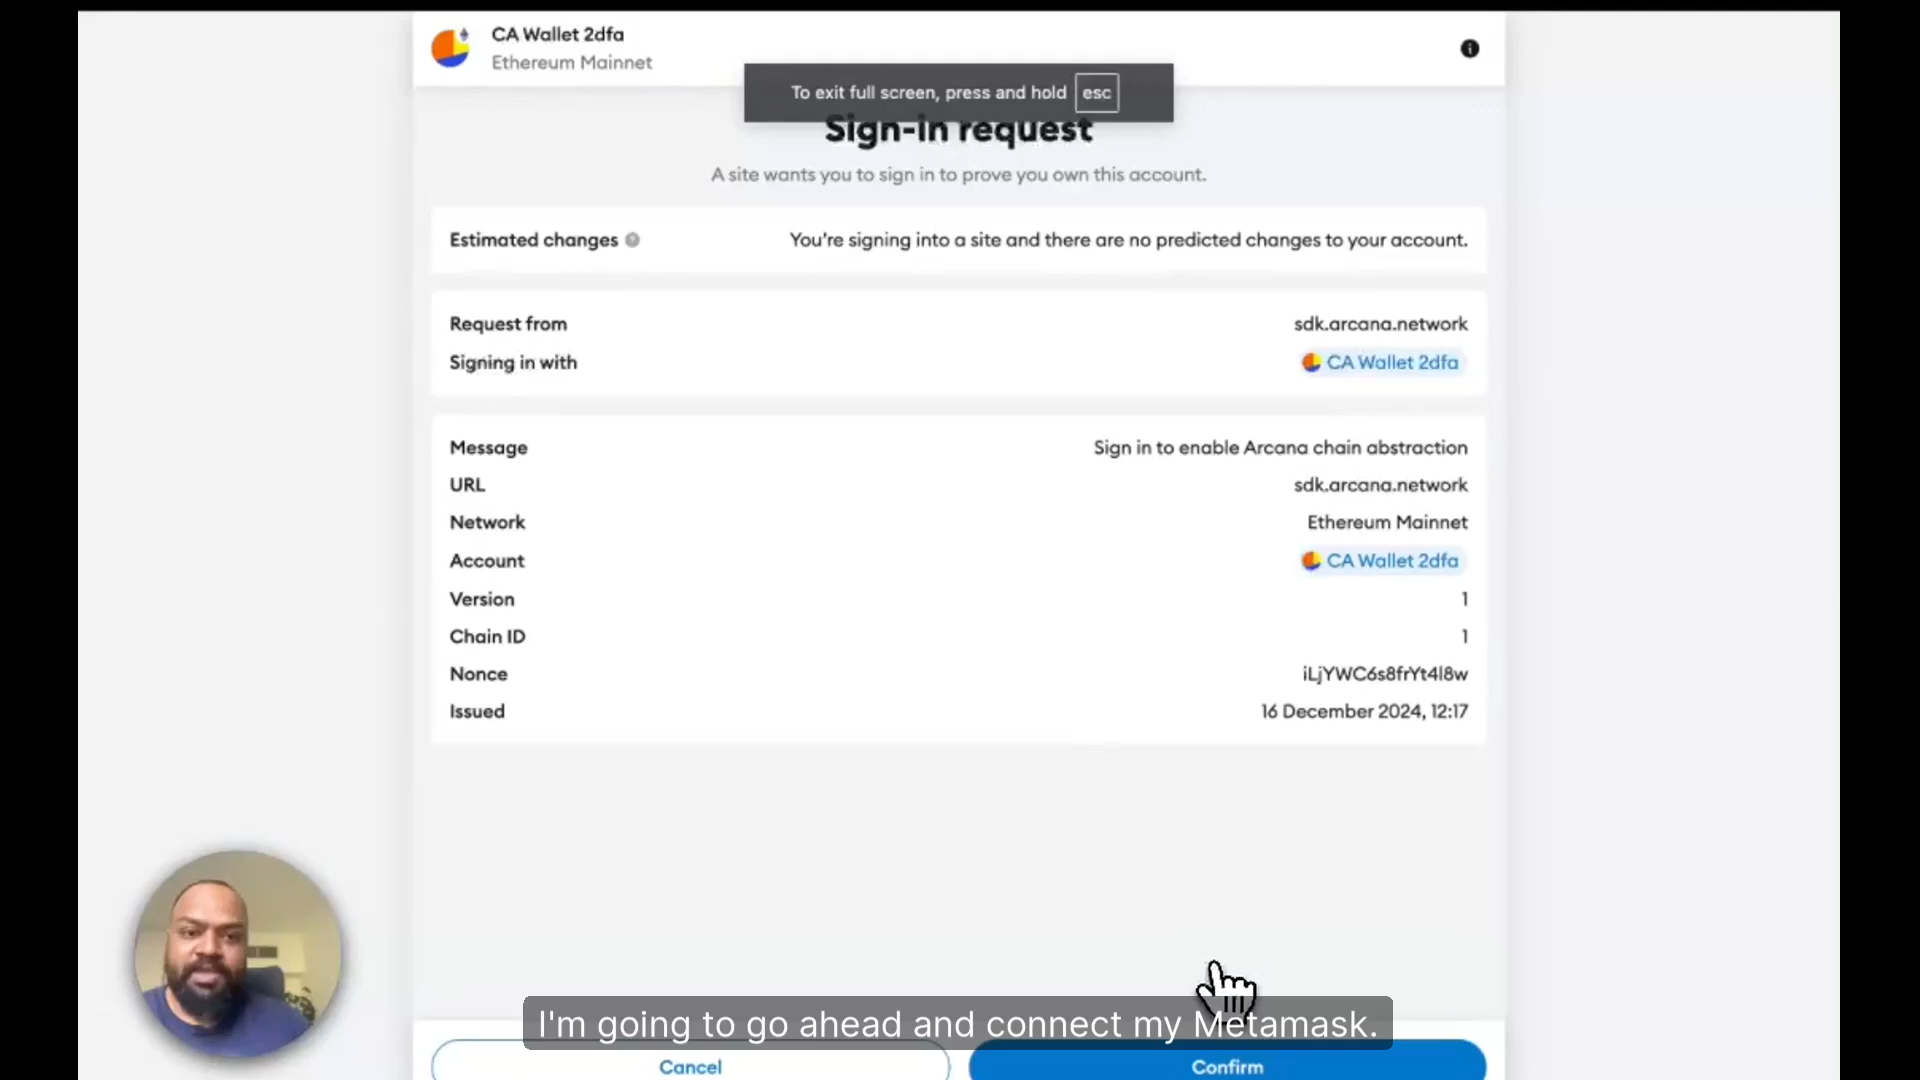 CA Wallet 2dfa
Ethereum Mainnet
To exit full screen, press and hold esc
Sign-in request
A site wants you to sign in to prove you own this account.
Estimated changes You're signing into a site and there are no predicted changes to your account.
Request from sdk.arcana.network
Signing in with CA Wallet 2dfa
Message Sign in to enable Arcana chain abstraction
URL sdk.arcana.network
Network Ethereum Mainnet
Account CA Wallet 2dfa
Version 1
Chain ID 1
Nonce iLjYWC6s8frYt4l8w
Issued 16 December 2024, 12:17
I'm going to go ahead and connect my Metamask.
Cancel Confirm